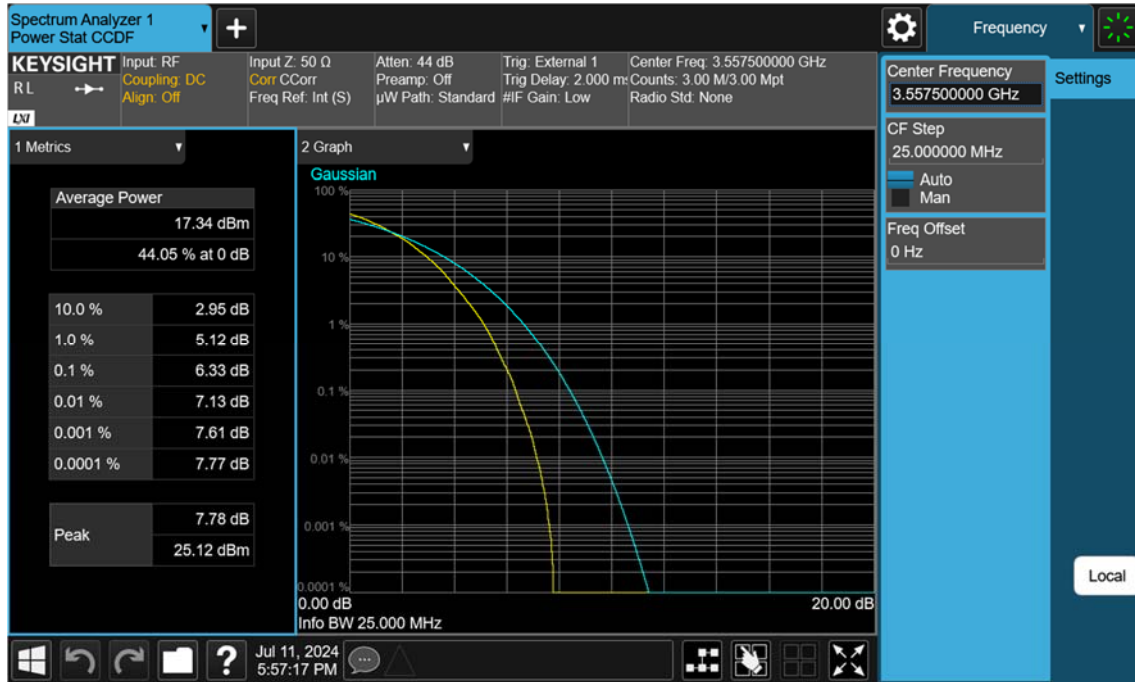 Spectrum Analyzer 1
Power Stat CCDF
+
Frequency
KEYSIGHT
R L
LXI
Input: RF
Coupling: DC
Align: Off
Input Z: 50 Ω
Corr CCorr
Freq Ref: Int (S)
Atten: 44 dB
Preamp: Off
µW Path: Standard
Trig: External 1
Trig Delay: 2.000 ms
#IF Gain: Low
Center Freq: 3.557500000 GHz
Counts: 3.00 M/3.00 Mpt
Radio Std: None
Center Frequency
3.557500000 GHz
Settings
CF Step
25.000000 MHz
Auto
Man
Freq Offset
0 Hz
Local
1 Metrics
Average Power
17.34 dBm
44.05 % at 0 dB
10.0 % 2.95 dB
1.0 % 5.12 dB
0.1 % 6.33 dB
0.01 % 7.13 dB
0.001 % 7.61 dB
0.0001 % 7.77 dB
Peak
7.78 dB
25.12 dBm
2 Graph
Gaussian
100 %
10 %
1 %
0.1 %
0.01 %
0.001 %
0.0001 %
0.00 dB 20.00 dB
Info BW 25.000 MHz
?
Jul 11, 2024
5:57:17 PM